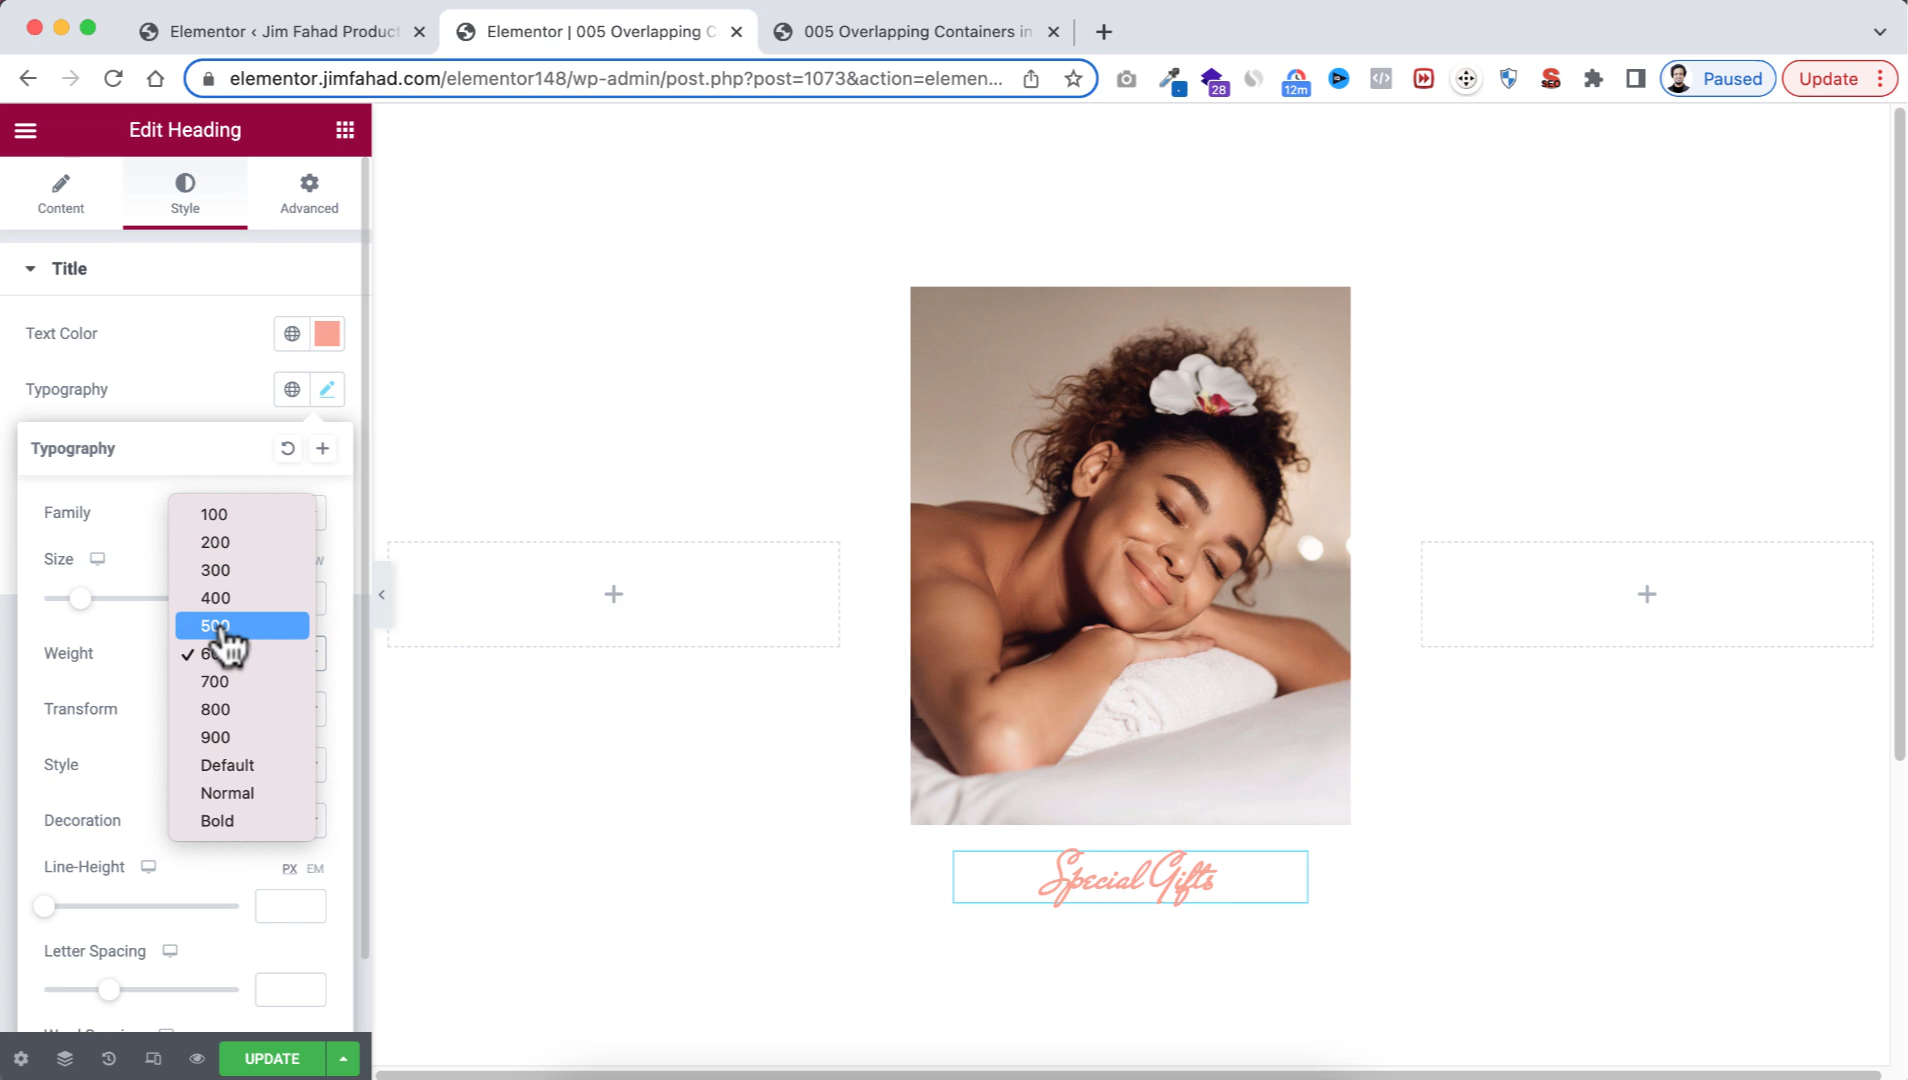 Elementor ‹ Jim Fahad Product
Elementor | 005 Overlapping C
005 Overlapping Containers in
elementor.jimfahad.com/elementor148/wp-admin/post.php?post=1073&action=elemen...
28
12m
SEO
Paused
Update
Edit Heading
Content
Style
Advanced
Title
Text Color
Typography
Typography
Family
Size
Weight
Transform
Style
Decoration
100
200
300
400
500
700
800
900
Default
Normal
Bold
Line-Height
PX EM
Letter Spacing
UPDATE
Special Gifts